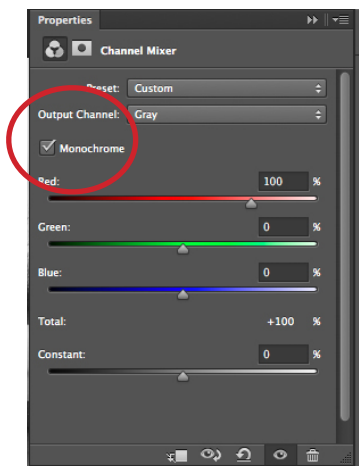 Properties
Channel Mixer
Preset: Custom
Output Channel: Gray
Monochrome
Red: 100 %
Green: 0 %
Blue: 0 %
Total: +100 %
Constant: 0 %